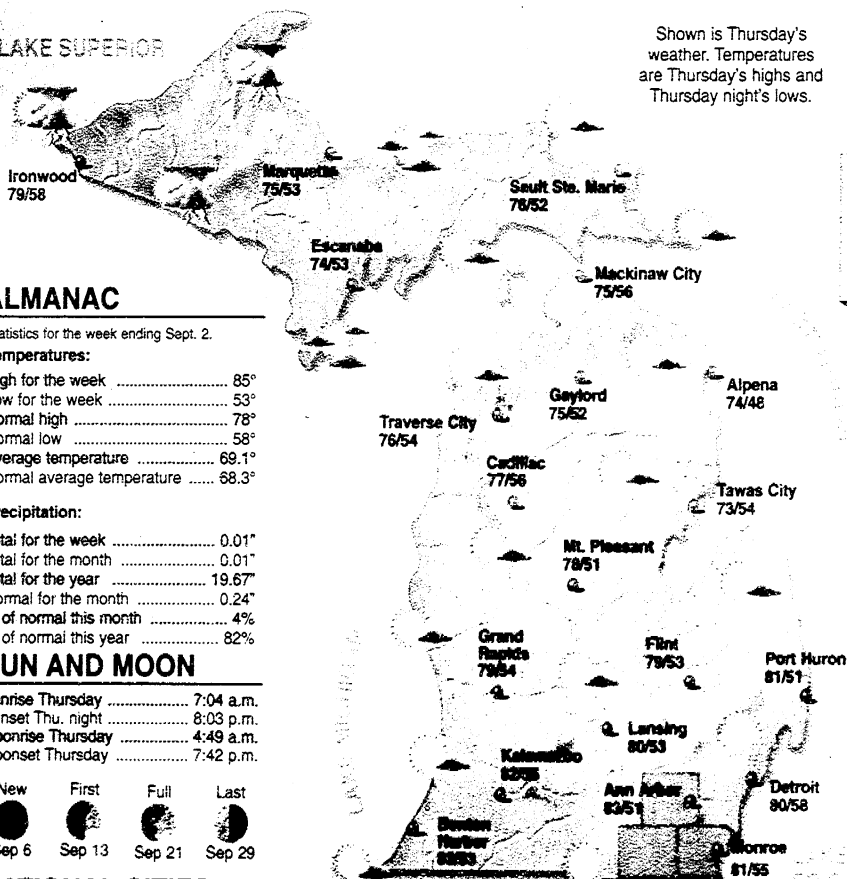 LAKE SUPERIOR
Shown is Thursday's
weather. Temperatures
are Thursday's highs and
Thursday night's lows.
Ironwood
79/58
Marquette
75/53
Sault Ste. Marie
76/52
Escanaba
74/53
Mackinaw City
75/56
ALMANAC
atistics for the week ending Sept. 2.
emperatures:
gh for the week ............................ 85°
ow for the week ............................ 53°
ormal high .................................. 78°
ormal low ................................... 58°
verage temperature ................. 69.1°
ormal average temperature ...... 68.3°
recipitation:
tal for the week .......................... 0.01"
tal for the month ........................ 0.01"
tal for the year ...................... 19.67"
ormal for the month .................. 0.24"
of normal this month .................. 4%
of normal this year ................... 82%
UN AND MOON
nrise Thursday .................. 7:04 a.m.
nset Thu. night .................. 8:03 p.m.
oonrise Thursday ............... 4:49 a.m.
oonset Thursday ................ 7:42 p.m.
New First Full Last
Sep 6 Sep 13 Sep 21 Sep 29
Gaylord
75/52
Alpena
74/48
Traverse City
76/54
Cadillac
77/56
Tawas City
73/54
Mt. Pleasant
78/51
Grand
Rapids
79/54
Flint
79/53
Port Huron
81/51
Lansing
80/53
Kalamazoo
Ann Arbor
Detroit
80/58
Benton
Harbor
Monroe
81/55